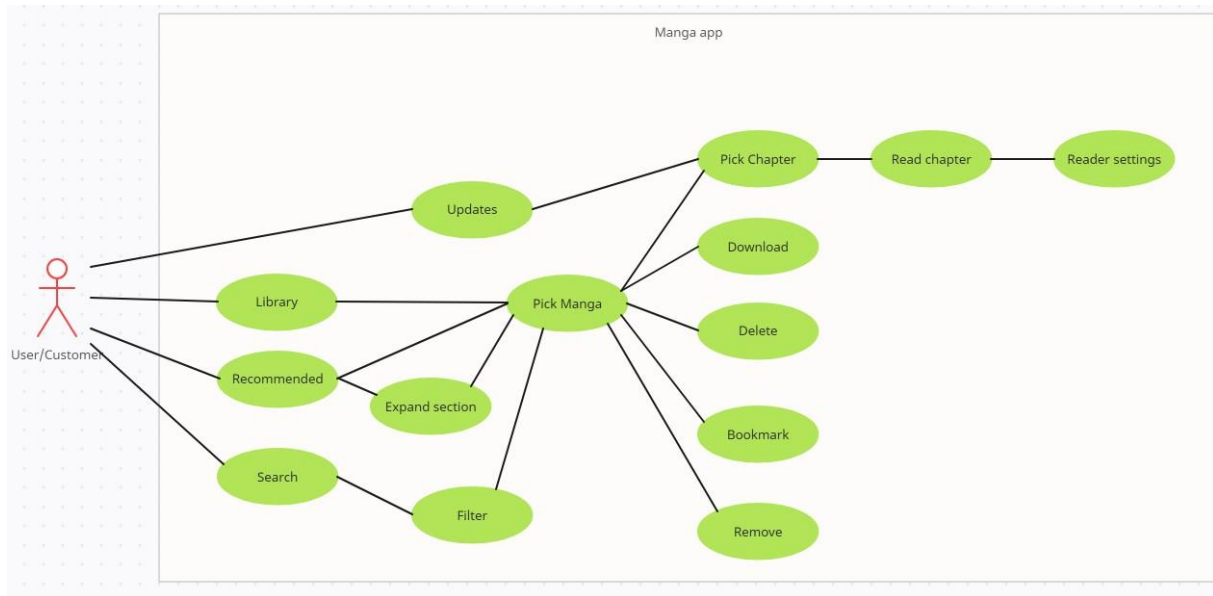 Manga app
Pick Chapter
Read chapter
Reader settings
Updates
Download
Library
Pick Manga
Delete
User/Customer
Recommended
Expand section
Bookmark
Search
Filter
Remove